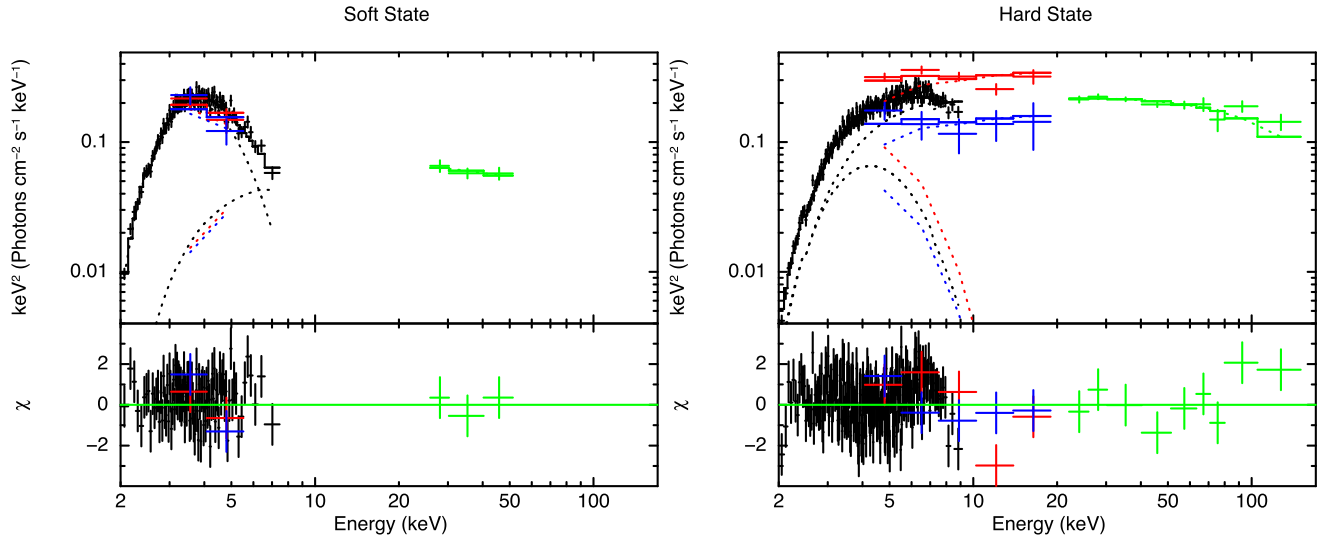 Soft State
Hard State
keV² (Photons cm⁻² s⁻¹ keV⁻¹)
0.1
0.01
χ
2
0
−2
2
5
10
20
50
100
Energy (keV)
keV² (Photons cm⁻² s⁻¹ keV⁻¹)
0.1
0.01
χ
2
0
−2
2
5
10
20
50
100
Energy (keV)